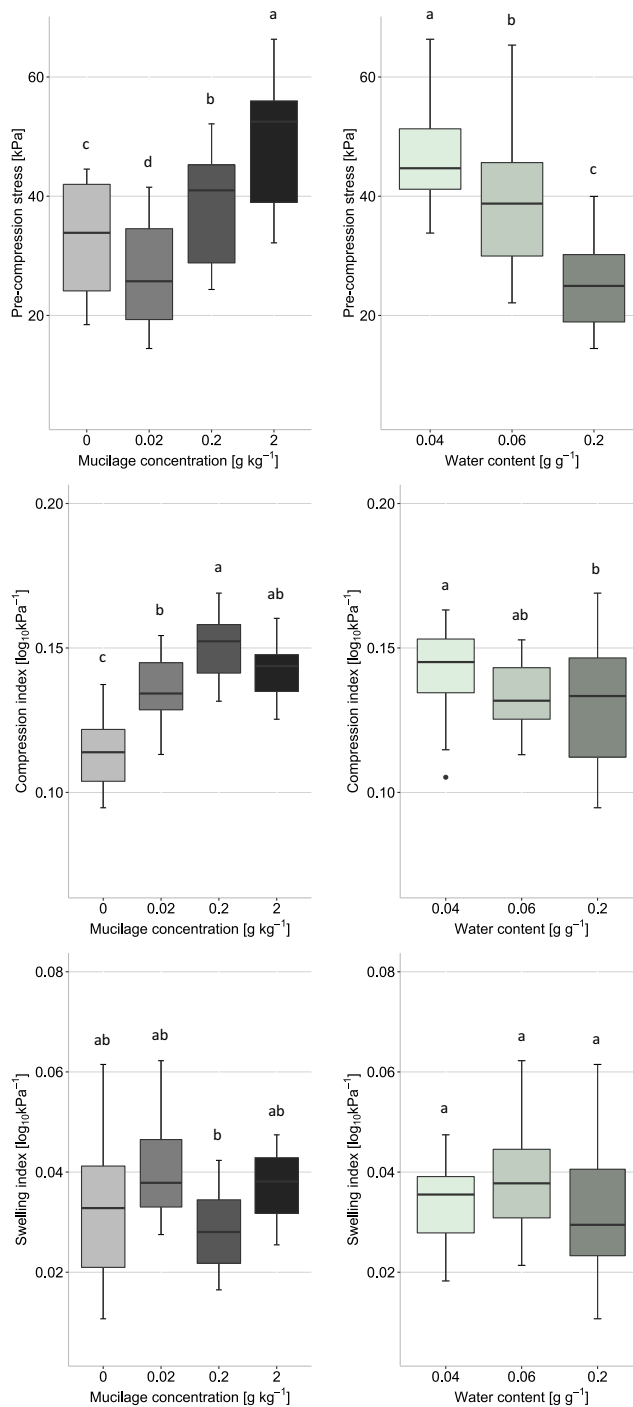 Pre-compression stress [kPa]
60
40
20
c
d
b
a
0 0.02 0.2 2
Mucilage concentration [g kg⁻¹]
Pre-compression stress [kPa]
60
40
20
a
b
c
0.04 0.06 0.2
Water content [g g⁻¹]
Compression index [log₁₀kPa⁻¹]
0.20
0.15
0.10
c
b
a
ab
0 0.02 0.2 2
Mucilage concentration [g kg⁻¹]
Compression index [log₁₀kPa⁻¹]
0.20
0.15
0.10
a
ab
b
0.04 0.06 0.2
Water content [g g⁻¹]
Swelling index [log₁₀kPa⁻¹]
0.08
0.06
0.04
0.02
ab
ab
b
ab
0 0.02 0.2 2
Mucilage concentration [g kg⁻¹]
Swelling index [log₁₀kPa⁻¹]
0.08
0.06
0.04
0.02
a
a
a
0.04 0.06 0.2
Water content [g g⁻¹]